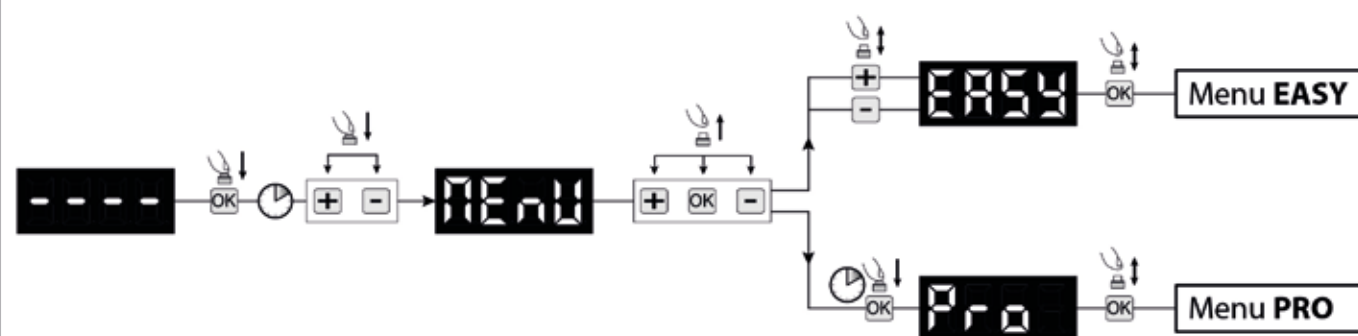 +
EASY
OK
Menu EASY
-
- - - -
OK
+
-
MEnU
+
OK
-
OK
Pro
OK
Menu PRO